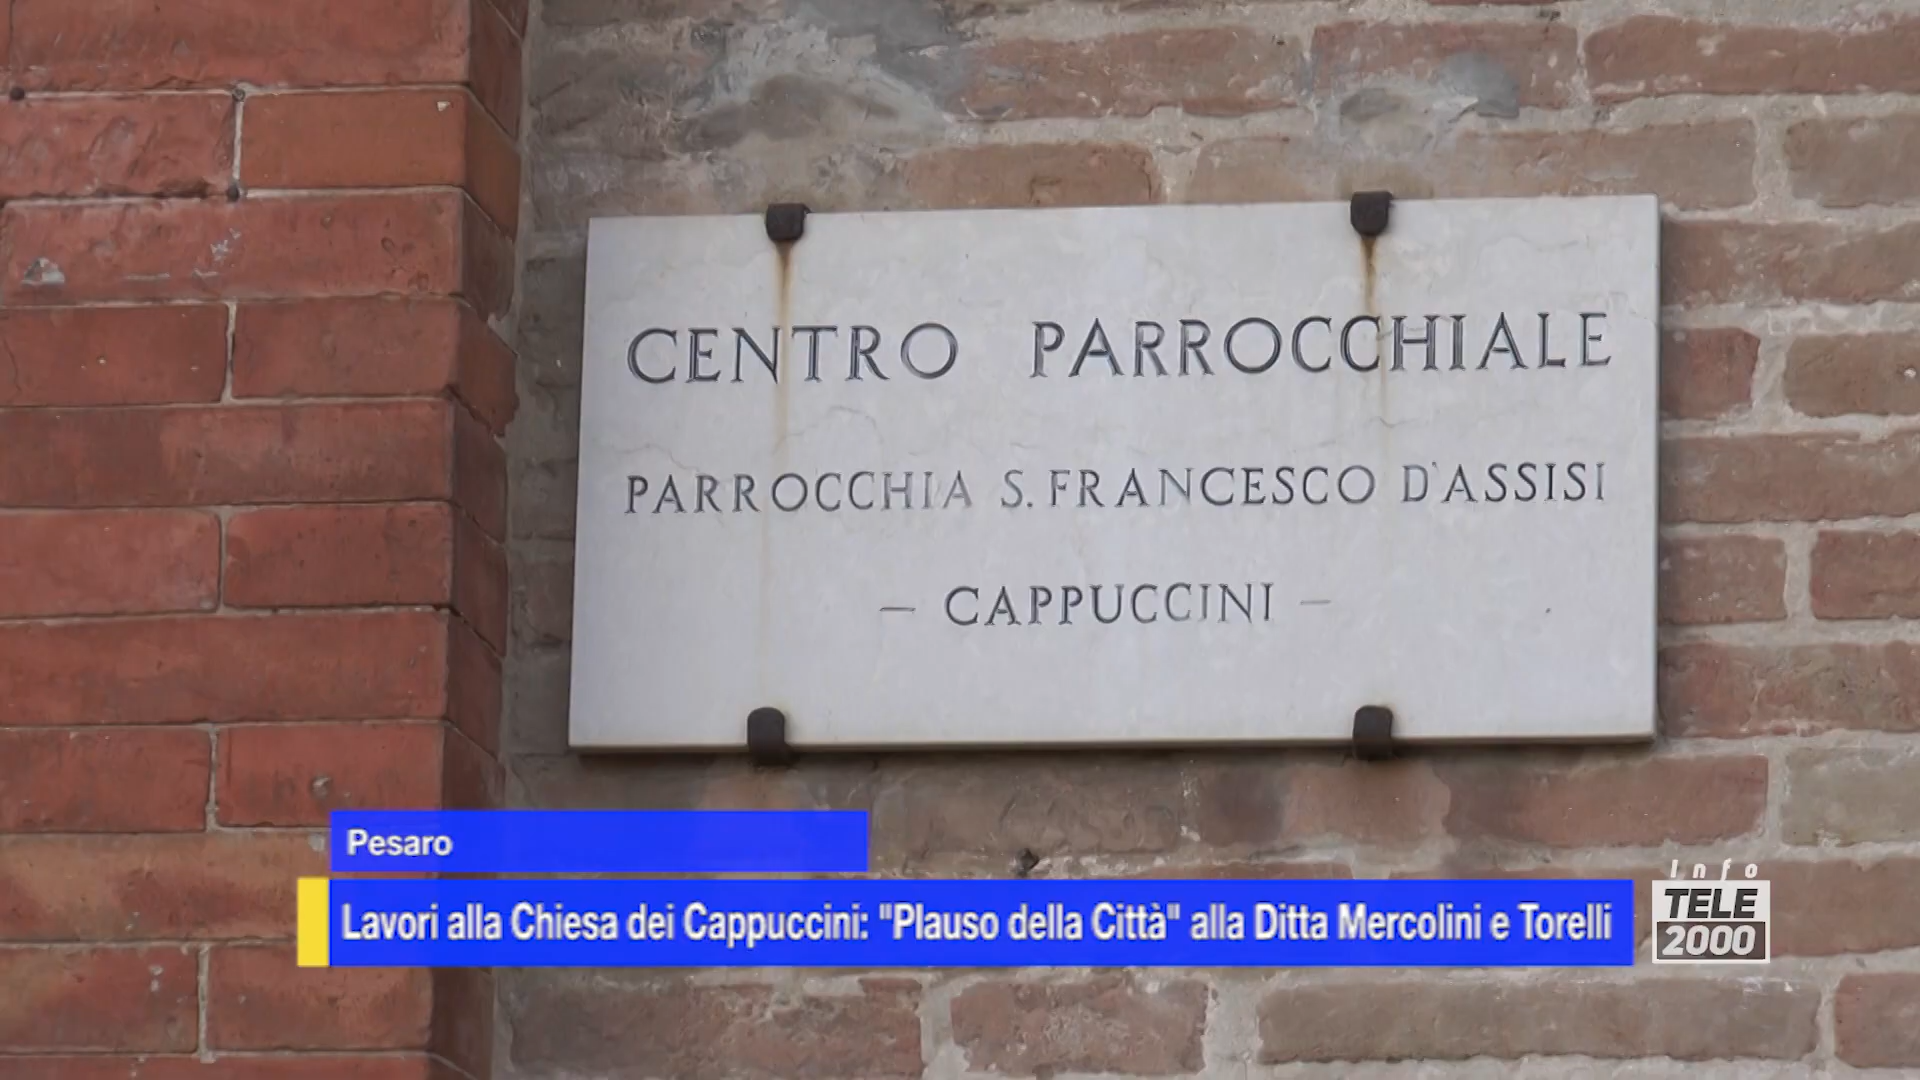 CENTRO PARROCCHIALE
PARROCCHIA S. FRANCESCO D'ASSISI
– CAPPUCCINI –
Pesaro
Lavori alla Chiesa dei Cappuccini: "Plauso della Città" alla Ditta Mercolini e Torelli
Info
TELE
2000